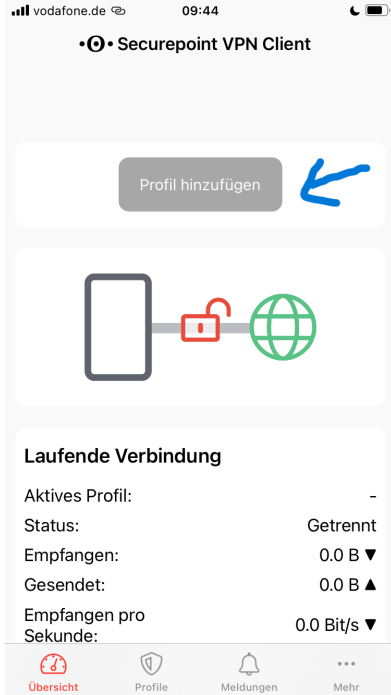 vodafone.de 09:44
Securepoint VPN Client
Profil hinzufügen
Laufende Verbindung
Aktives Profil: -
Status: Getrennt
Empfangen: 0.0 B ▼
Gesendet: 0.0 B ▲
Empfangen pro
Sekunde: 0.0 Bit/s ▼
Übersicht Profile Meldungen Mehr